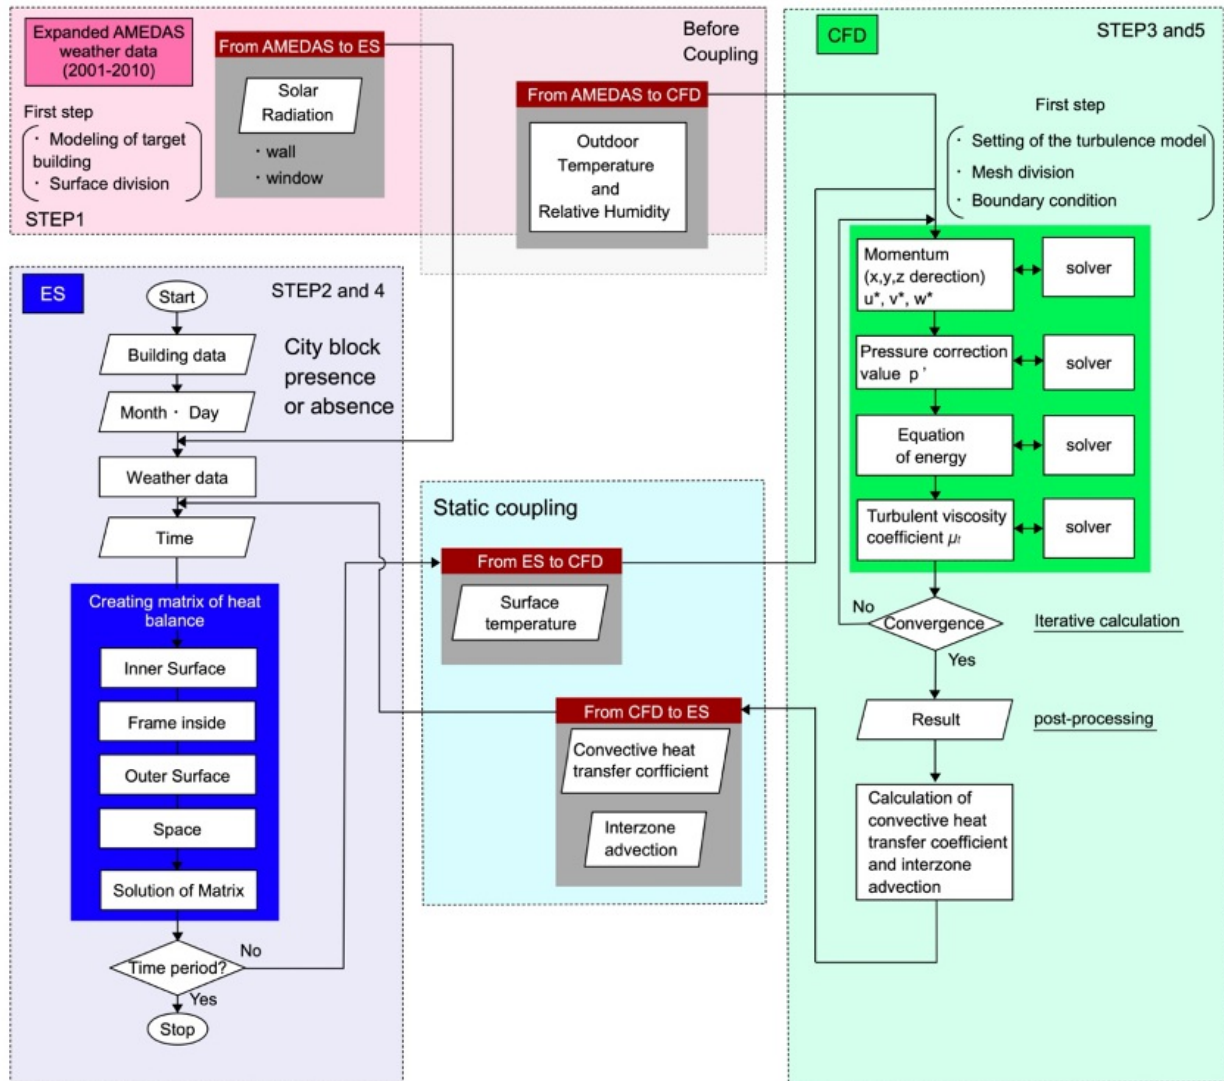 Expanded AMEDAS
weather data
(2001-2010)
First step
・ Modeling of target
building
・ Surface division
STEP1
From AMEDAS to ES
Solar
Radiation
・ wall
・ window
Before
Coupling
From AMEDAS to CFD
Outdoor
Temperature
and
Relative Humidity
ES
STEP2 and 4
Start
Building data
Month・ Day
City block
presence
or absence
Weather data
Time
Creating matrix of heat
balance
Inner Surface
Frame inside
Outer Surface
Space
Solution of Matrix
Time period?
No
Yes
Stop
Static coupling
From ES to CFD
Surface
temperature
From CFD to ES
Convective heat
transfer corfficient
Interzone
advection
CFD
STEP3 and5
First step
・ Setting of the turbulence model
・ Mesh division
・ Boundary condition
Momentum
(x,y,z derection)
u*, v*, w*
solver
Pressure correction
value p '
solver
Equation
of energy
solver
Turbulent viscosity
coefficient μt
solver
No
Convergence
Iterative calculation
Yes
Result
post-processing
Calculation of
convective heat
transfer coefficient
and interzone
advection